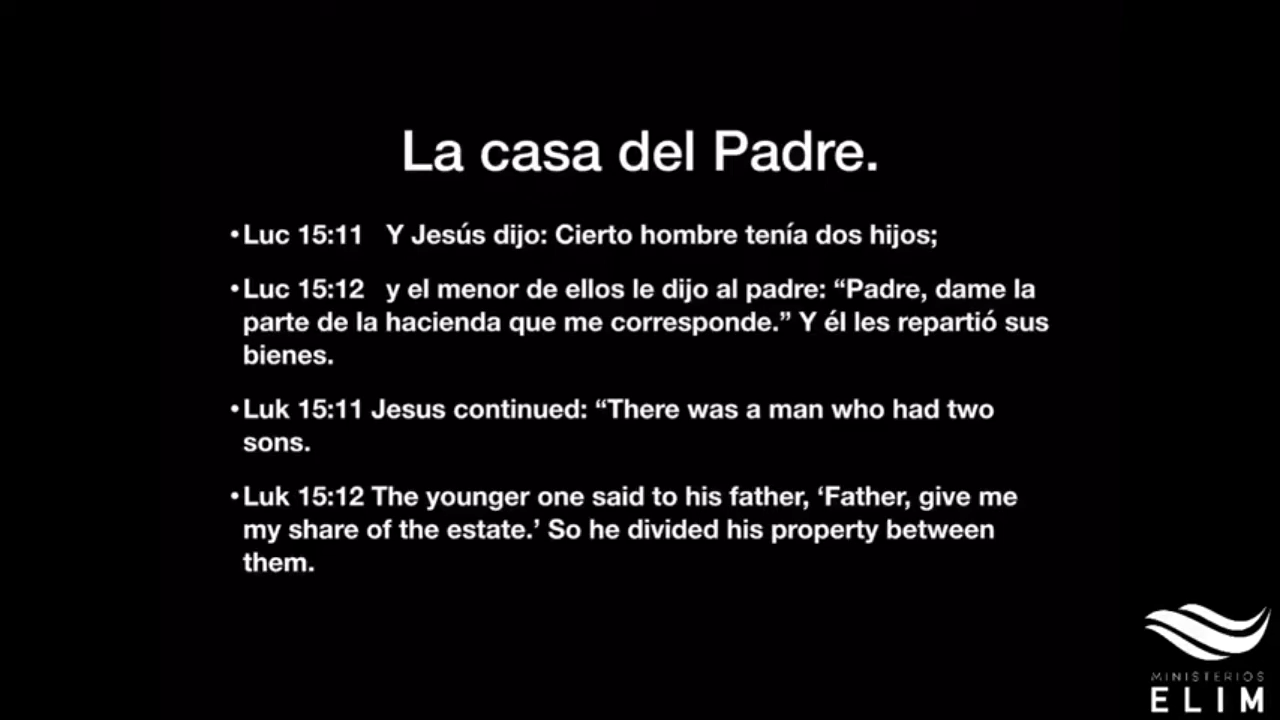 La casa del Padre.
•Luc 15:11 Y Jesús dijo: Cierto hombre tenía dos hijos;
•Luc 15:12 y el menor de ellos le dijo al padre: “Padre, dame la
parte de la hacienda que me corresponde.” Y él les repartió sus
bienes.
•Luk 15:11 Jesus continued: “There was a man who had two
sons.
•Luk 15:12 The younger one said to his father, ‘Father, give me
my share of the estate.’ So he divided his property between
them.
MINISTERIOS
ELIM